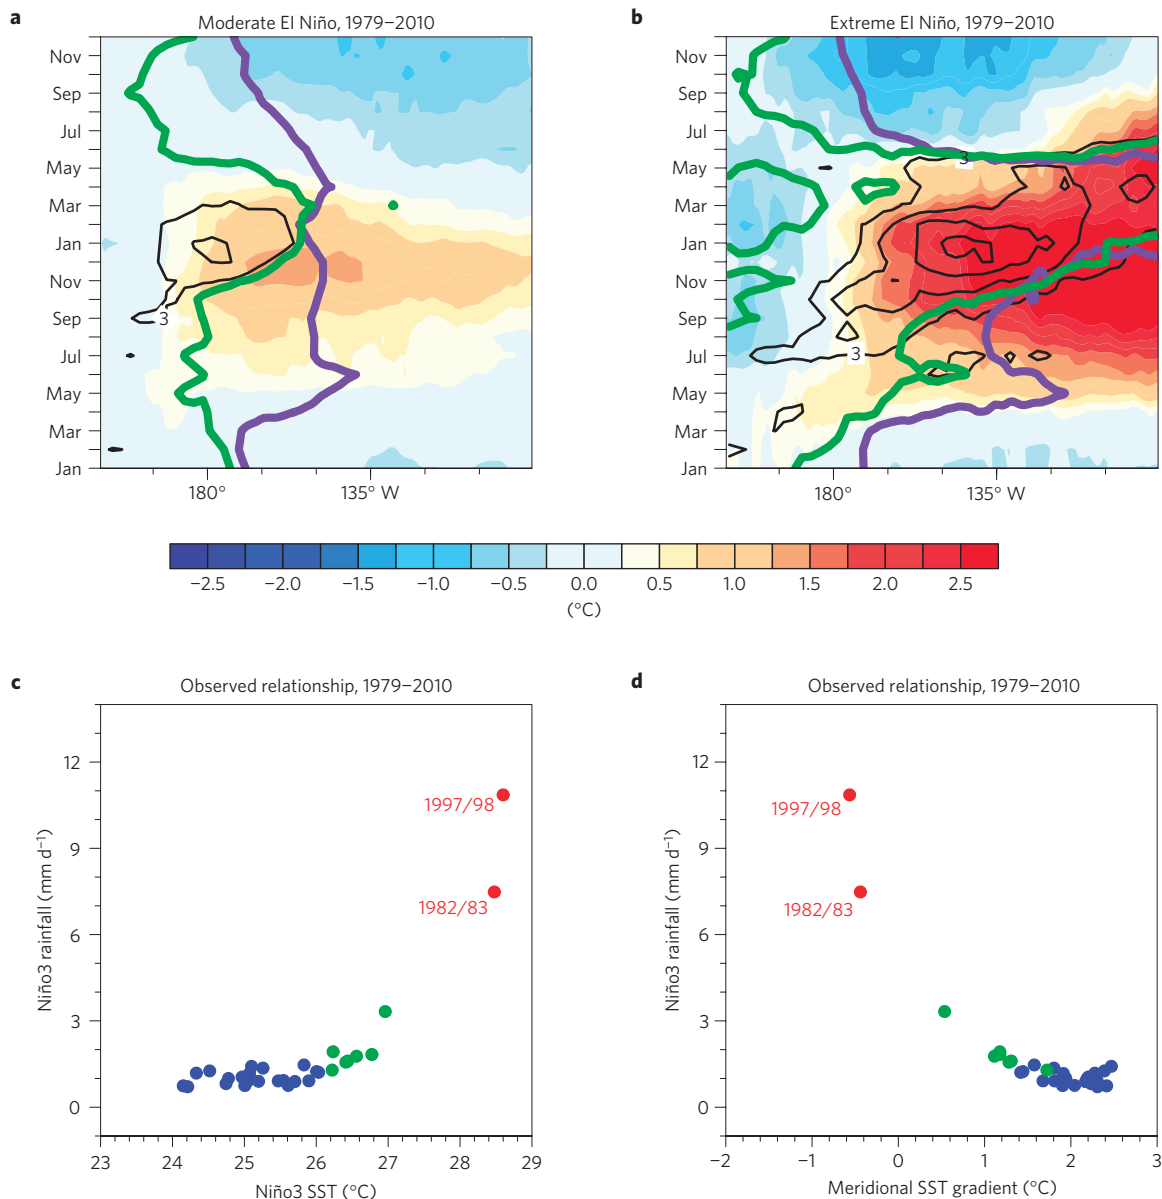 a
Moderate El Niño, 1979–2010
Nov
Sep
Jul
May
Mar
Jan
Nov
Sep
Jul
May
Mar
Jan
3
180°
135° W
b
Extreme El Niño, 1979–2010
Nov
Sep
Jul
May
Mar
Jan
Nov
Sep
Jul
May
Mar
Jan
3
3
180°
135° W
−2.5 −2.0 −1.5 −1.0 −0.5 0.0 0.5 1.0 1.5 2.0 2.5
(°C)
c
Observed relationship, 1979–2010
Niño3 rainfall (mm d⁻¹)
12
9
6
3
0
1997/98
1982/83
23 24 25 26 27 28 29
Niño3 SST (°C)
d
Observed relationship, 1979–2010
Niño3 rainfall (mm d⁻¹)
12
9
6
3
0
1997/98
1982/83
−2 −1 0 1 2 3
Meridional SST gradient (°C)